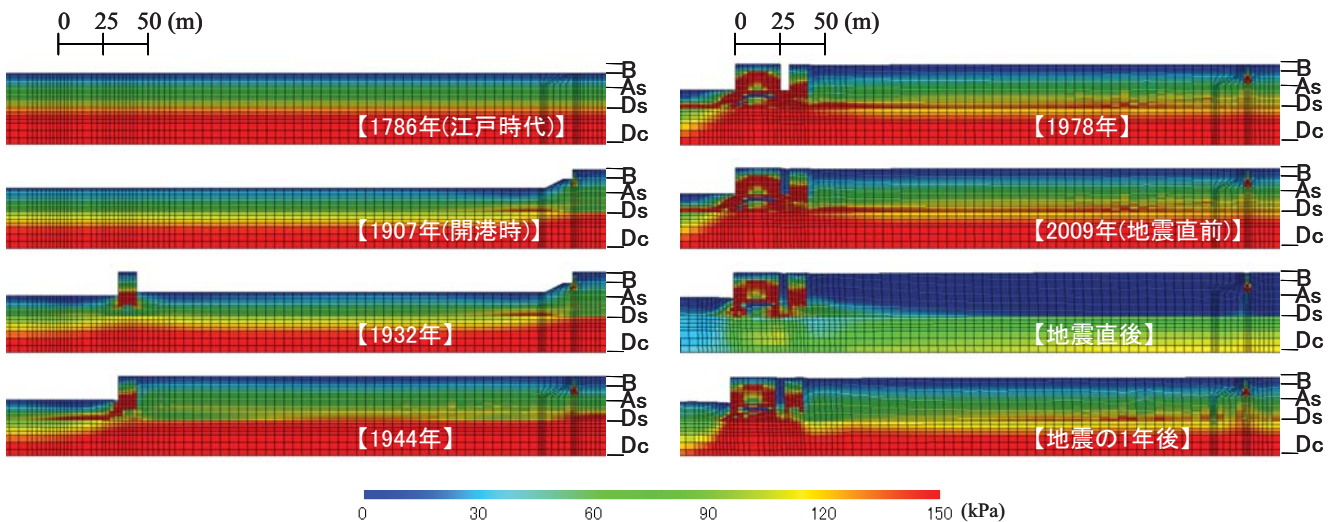 0 25 50 (m)
B
As
Ds
Dc
【1786年(江戸時代)】
B
As
Ds
Dc
【1907年(開港時)】
B
As
Ds
Dc
【1932年】
B
As
Ds
Dc
【1944年】
0 25 50 (m)
B
As
Ds
Dc
【1978年】
B
As
Ds
Dc
【2009年(地震直前)】
B
As
Ds
Dc
【地震直後】
B
As
Ds
Dc
【地震の1年後】
0 30 60 90 120 150 (kPa)